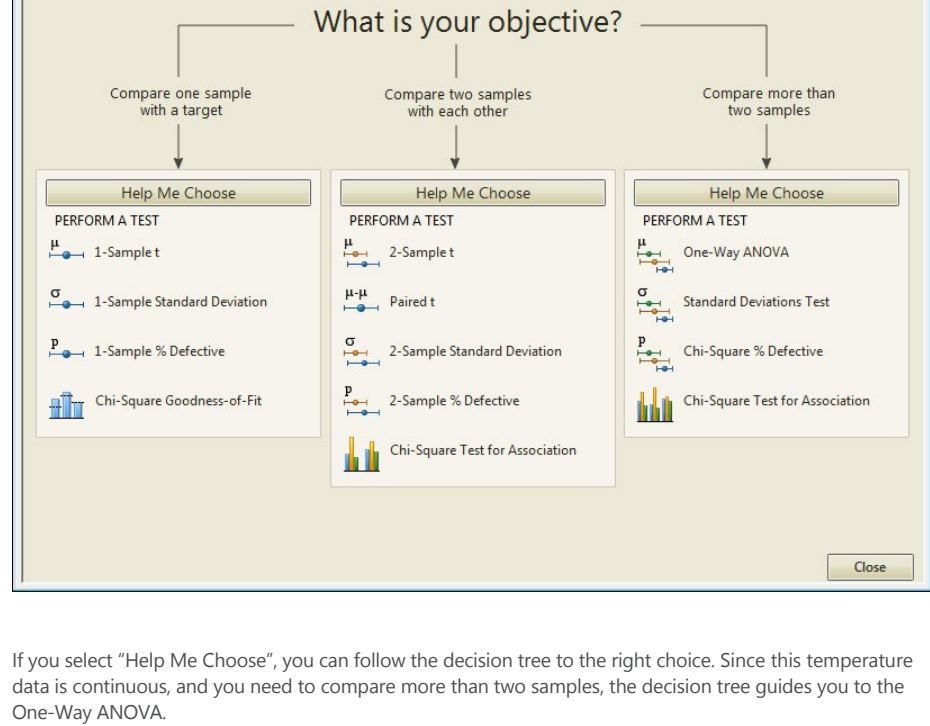 What is your objective?
Compare one sample
with a target
Compare two samples
with each other
Compare more than
two samples
Help Me Choose
PERFORM A TEST
μ
1-Sample t
σ
1-Sample Standard Deviation
P
1-Sample % Defective
Chi-Square Goodness-of-Fit
Help Me Choose
PERFORM A TEST
μ
2-Sample t
μ-μ
Paired t
σ
2-Sample Standard Deviation
P
2-Sample % Defective
Chi-Square Test for Association
Help Me Choose
PERFORM A TEST
μ
One-Way ANOVA
σ
Standard Deviations Test
P
Chi-Square % Defective
Chi-Square Test for Association
Close
If you select “Help Me Choose”, you can follow the decision tree to the right choice. Since this temperature
data is continuous, and you need to compare more than two samples, the decision tree guides you to the
One-Way ANOVA.